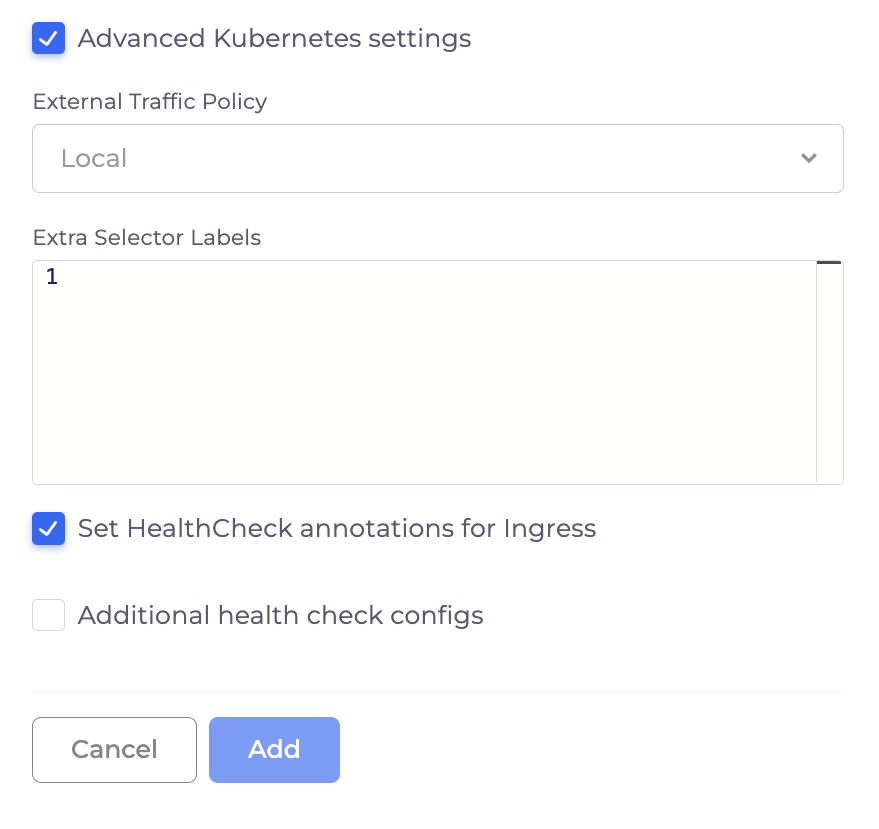 Advanced Kubernetes settings
External Traffic Policy
Local
Extra Selector Labels
1
Set HealthCheck annotations for Ingress
Additional health check configs
Cancel Add